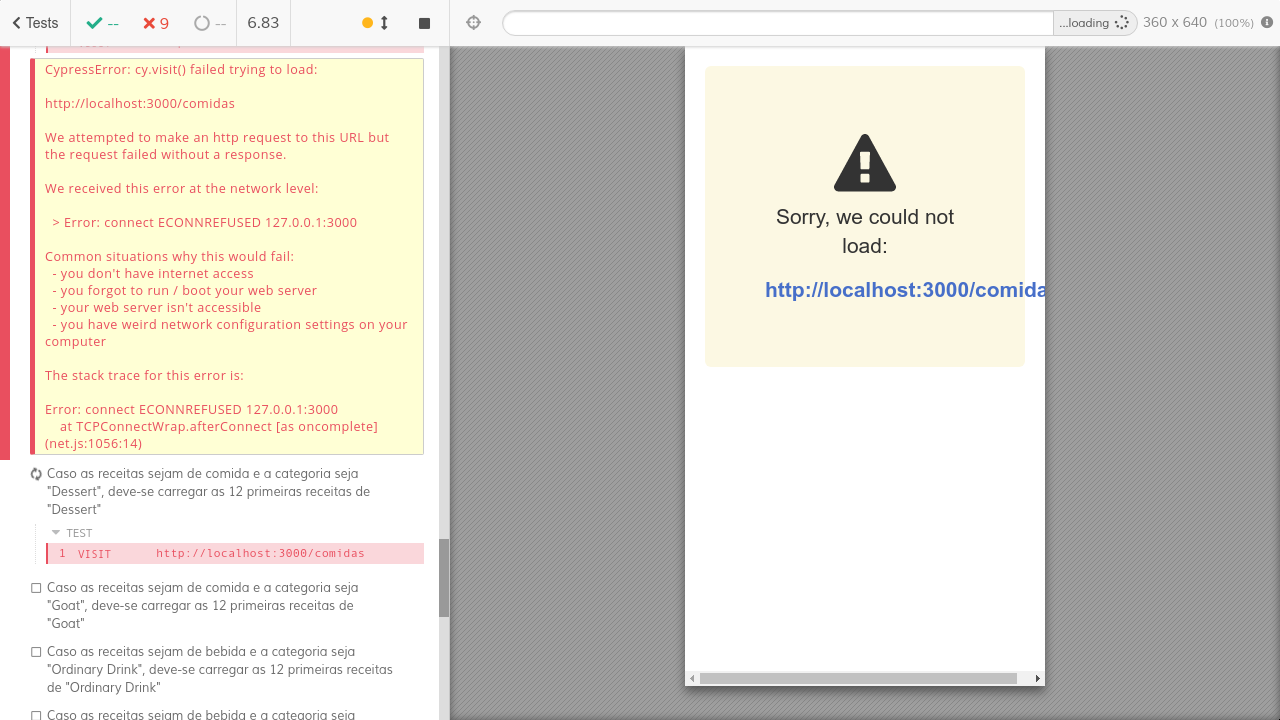 Tests
--
9
--
6.83
...loading
360 x 640 (100%)
CypressError: cy.visit() failed trying to load:
http://localhost:3000/comidas
We attempted to make an http request to this URL but
the request failed without a response.
We received this error at the network level:
> Error: connect ECONNREFUSED 127.0.0.1:3000
Common situations why this would fail:
- you don't have internet access
- you forgot to run / boot your web server
- your web server isn't accessible
- you have weird network configuration settings on your
computer
The stack trace for this error is:
Error: connect ECONNREFUSED 127.0.0.1:3000
at TCPConnectWrap.afterConnect [as oncomplete]
(net.js:1056:14)
Caso as receitas sejam de comida e a categoria seja
"Dessert", deve-se carregar as 12 primeiras receitas de
"Dessert"
TEST
1 VISIT http://localhost:3000/comidas
Caso as receitas sejam de comida e a categoria seja
"Goat", deve-se carregar as 12 primeiras receitas de
"Goat"
Caso as receitas sejam de bebida e a categoria seja
"Ordinary Drink", deve-se carregar as 12 primeiras receitas
de "Ordinary Drink"
Caso as receitas sejam de bebida e a categoria seja
Sorry, we could not
load:
http://localhost:3000/comida